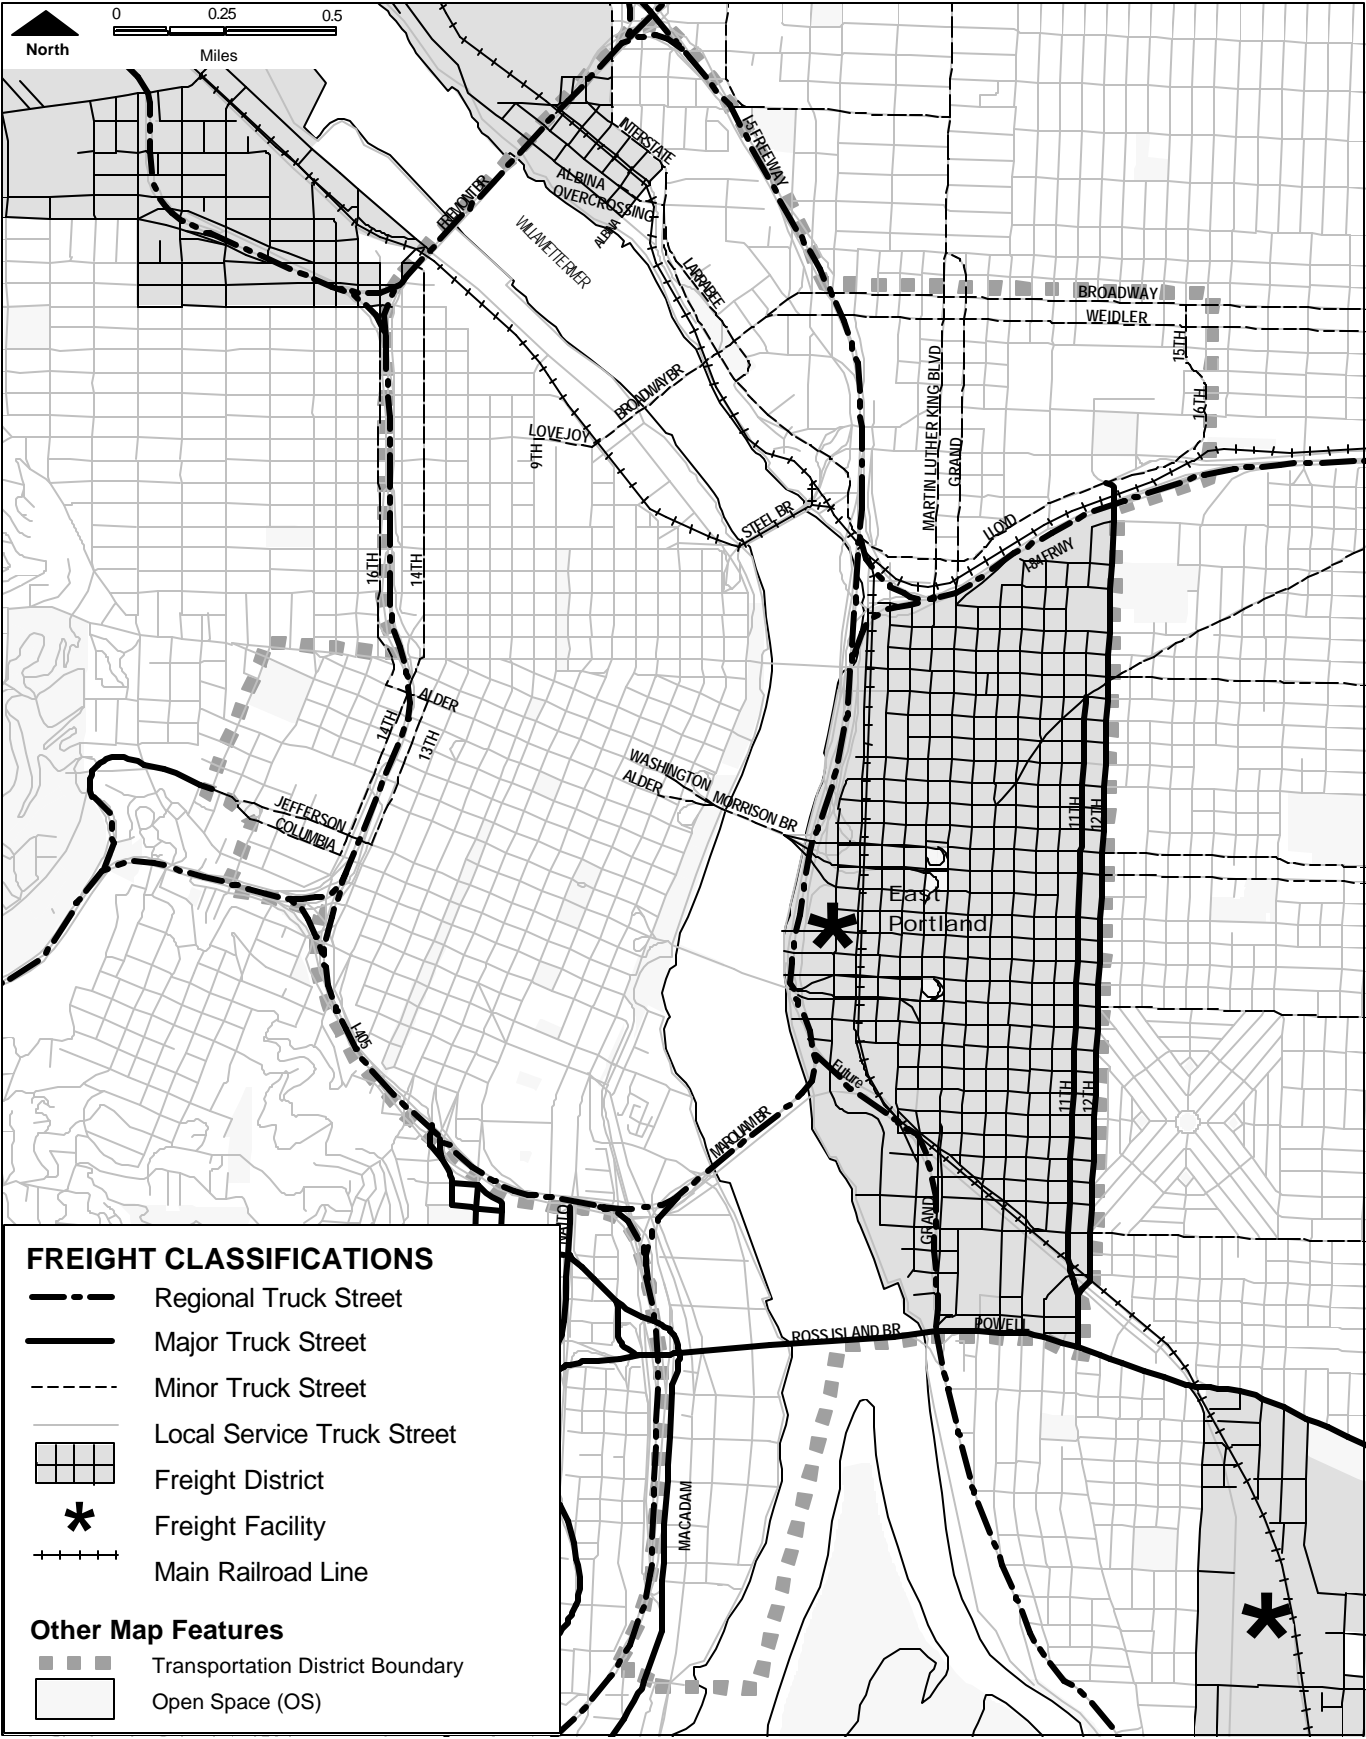 0 0.25 0.5
North
Miles
INTERSTATE
I-5 FREEWAY
ALBINA
OVERCROSSING
FREMONT BR
ALBINA
WILLAMETTE RIVER
LARRABEE
BROADWAY
WEIDLER
15TH
MARTIN LUTHER KING BLVD
16TH
BROADWAY BR
LOVEJOY
9TH
GRAND
STEEL BR
LLOYD
I-84 FRWY
16TH
14TH
ALDER
14TH
13TH
WASHINGTON
ALDER
MORRISON BR
JEFFERSON
COLUMBIA
11TH
12TH
East
Portland
I-405
Future
11TH
12TH
MARQUAM BR
NAITO
GRAND
ROSS ISLAND BR
POWELL
MACADAM
FREIGHT CLASSIFICATIONS
Regional Truck Street
Major Truck Street
Minor Truck Street
Local Service Truck Street
Freight District
Freight Facility
Main Railroad Line
Other Map Features
Transportation District Boundary
Open Space (OS)